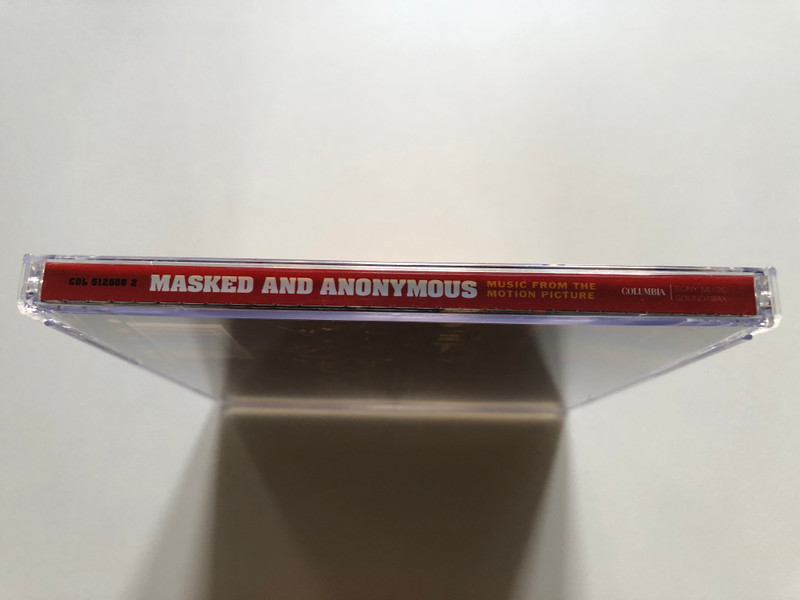 COL 512556 2
MASKED AND ANONYMOUS
MUSIC FROM THE
MOTION PICTURE
COLUMBIA
SONY MUSIC
SOUNDTRAX